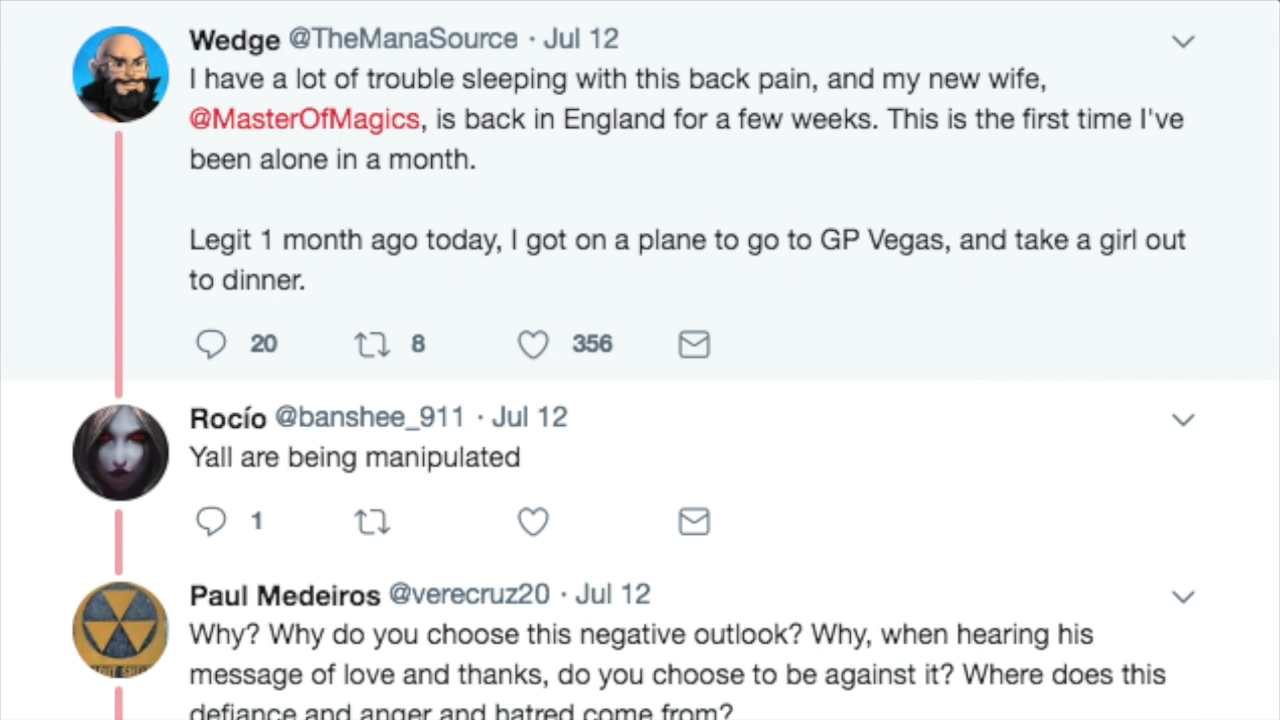 Wedge @TheManaSource · Jul 12
I have a lot of trouble sleeping with this back pain, and my new wife,
@MasterOfMagics, is back in England for a few weeks. This is the first time I've
been alone in a month.
Legit 1 month ago today, I got on a plane to go to GP Vegas, and take a girl out
to dinner.
20 8 356
Rocío @banshee_911 · Jul 12
Yall are being manipulated
1
Paul Medeiros @verecruz20 · Jul 12
Why? Why do you choose this negative outlook? Why, when hearing his
message of love and thanks, do you choose to be against it? Where does this
defiance and anger and hatred come from?